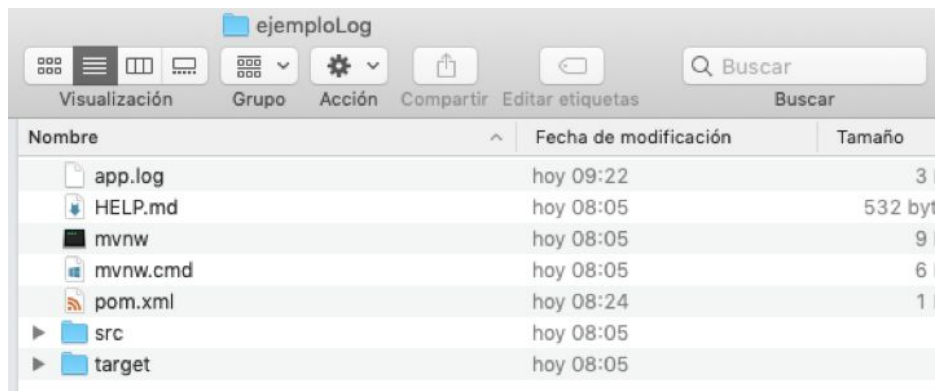 ejemploLog
Buscar
Visualización Grupo Acción Compartir Editar etiquetas Buscar
Nombre Fecha de modificación Tamaño
app.log hoy 09:22 3
HELP.md hoy 08:05 532
mvnw hoy 08:05 9
mvnw.cmd hoy 08:05 6
pom.xml hoy 08:24 1
src hoy 08:05
target hoy 08:05